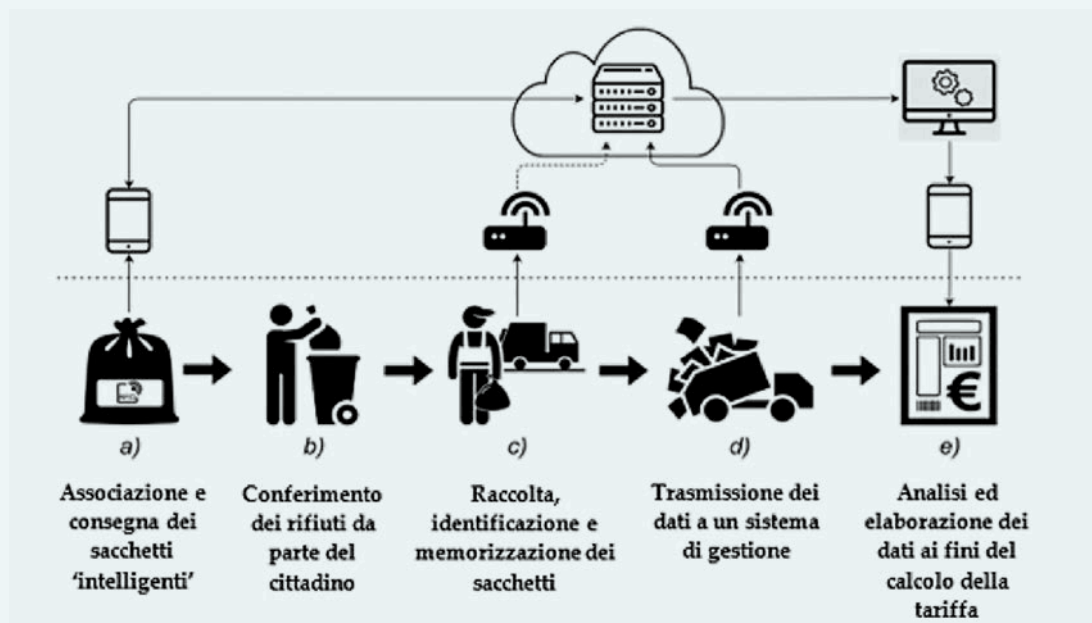 a)
Associazione e
consegna dei
sacchetti
‘intelligenti’
b)
Conferimento
dei rifiuti da
parte del
cittadino
c)
Raccolta,
identificazione e
memorizzazione dei
sacchetti
d)
Trasmissione dei
dati a un sistema
di gestione
€
e)
Analisi ed
elaborazione dei
dati ai fini del
calcolo della
tariffa